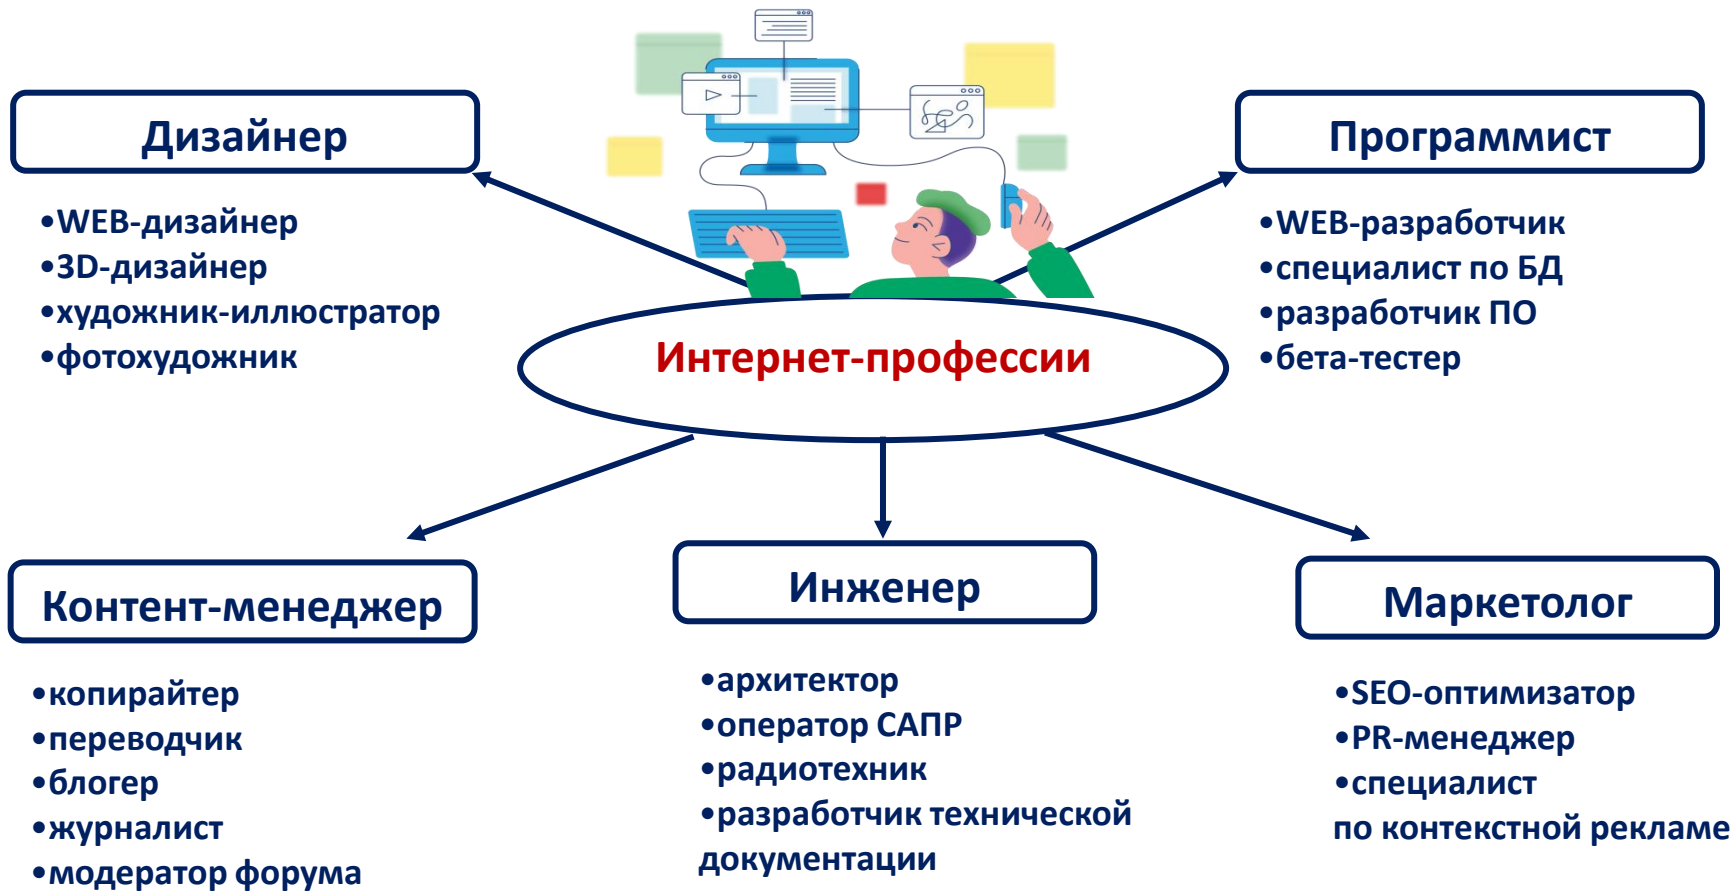 Дизайнер
•WEB-дизайнер
•3D-дизайнер
•художник-иллюстратор
•фотохудожник
Программист
•WEB-разработчик
•специалист по БД
•разработчик ПО
•бета-тестер
Интернет-профессии
Контент-менеджер
•копирайтер
•переводчик
•блогер
•журналист
•модератор форума
Инженер
•архитектор
•оператор САПР
•радиотехник
•разработчик технической
документации
Маркетолог
•SEO-оптимизатор
•PR-менеджер
•специалист
по контекстной рекламе